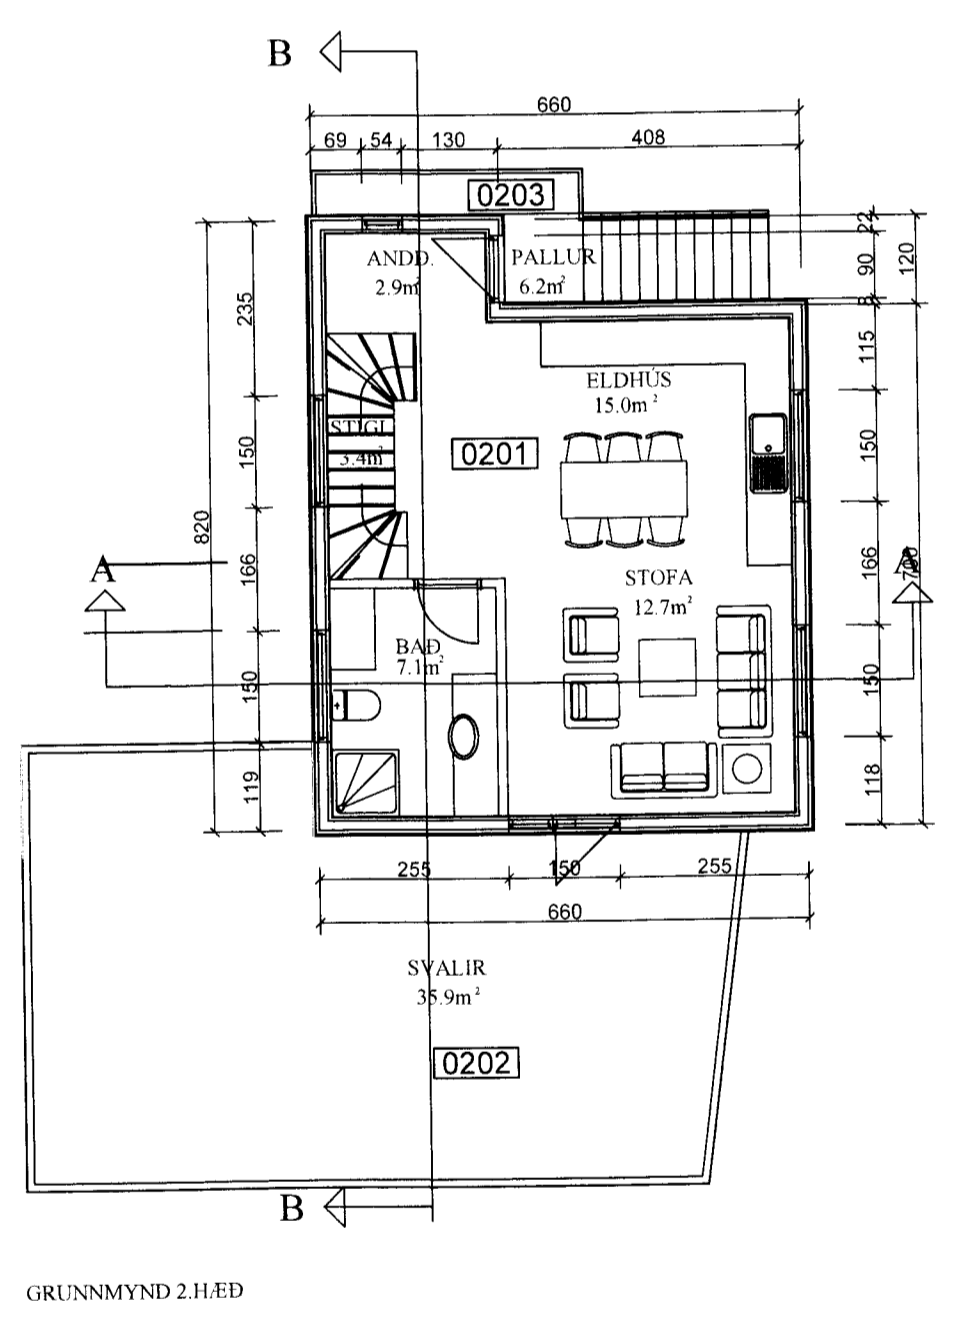 B
660
69 54 130 408
0203
ANDD.
2.9m²
PALLUR
6.2m²
22
90
8
120
235
115
ELDHÚS
15.0m²
STIGI
3.4m²
0201
150
150
820
A
166
166
A
STOFA
12.7m²
BAÐ
7.1m²
150
150
119
118
255 150 255
660
SVALIR
35.9m²
0202
B
GRUNNMYND 2.HÆÐ